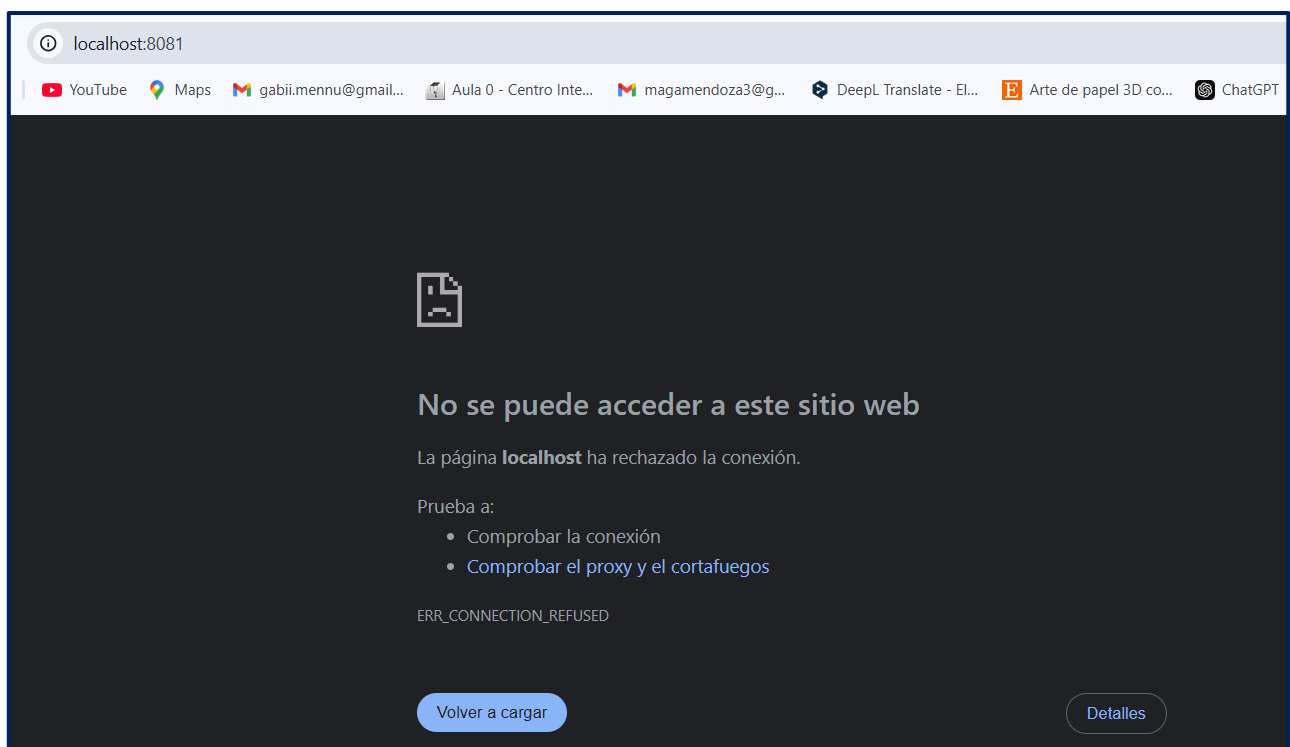 localhost:8081
YouTube Maps gabii.mennu@gmail... Aula 0 - Centro Inte... magamendoza3@g... DeepL Translate - El... E Arte de papel 3D co... ChatGPT
No se puede acceder a este sitio web
La página localhost ha rechazado la conexión.
Prueba a:
Comprobar la conexión
Comprobar el proxy y el cortafuegos
ERR_CONNECTION_REFUSED
Volver a cargar Detalles